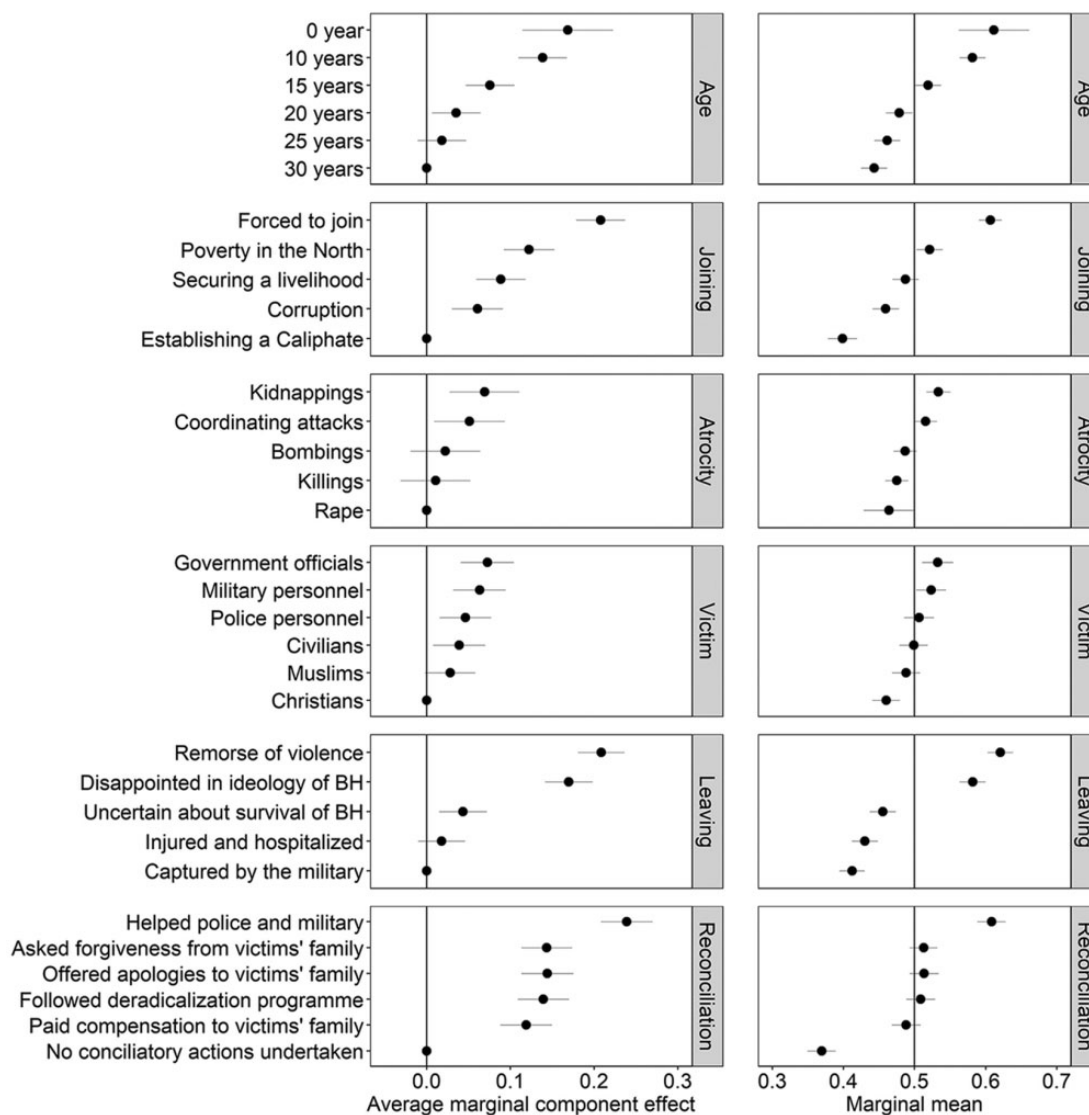 0 year
10 years
15 years
20 years
25 years
30 years
Age
Age
Forced to join
Poverty in the North
Securing a livelihood
Corruption
Establishing a Caliphate
Joining
Joining
Kidnappings
Coordinating attacks
Bombings
Killings
Rape
Atrocity
Atrocity
Government officials
Military personnel
Police personnel
Civilians
Muslims
Christians
Victim
Victim
Remorse of violence
Disappointed in ideology of BH
Uncertain about survival of BH
Injured and hospitalized
Captured by the military
Leaving
Leaving
Helped police and military
Asked forgiveness from victims' family
Offered apologies to victims' family
Followed deradicalization programme
Paid compensation to victims' family
No conciliatory actions undertaken
Reconciliation
Reconciliation
0.0 0.1 0.2 0.3
Average marginal component effect
0.3 0.4 0.5 0.6 0.7
Marginal mean